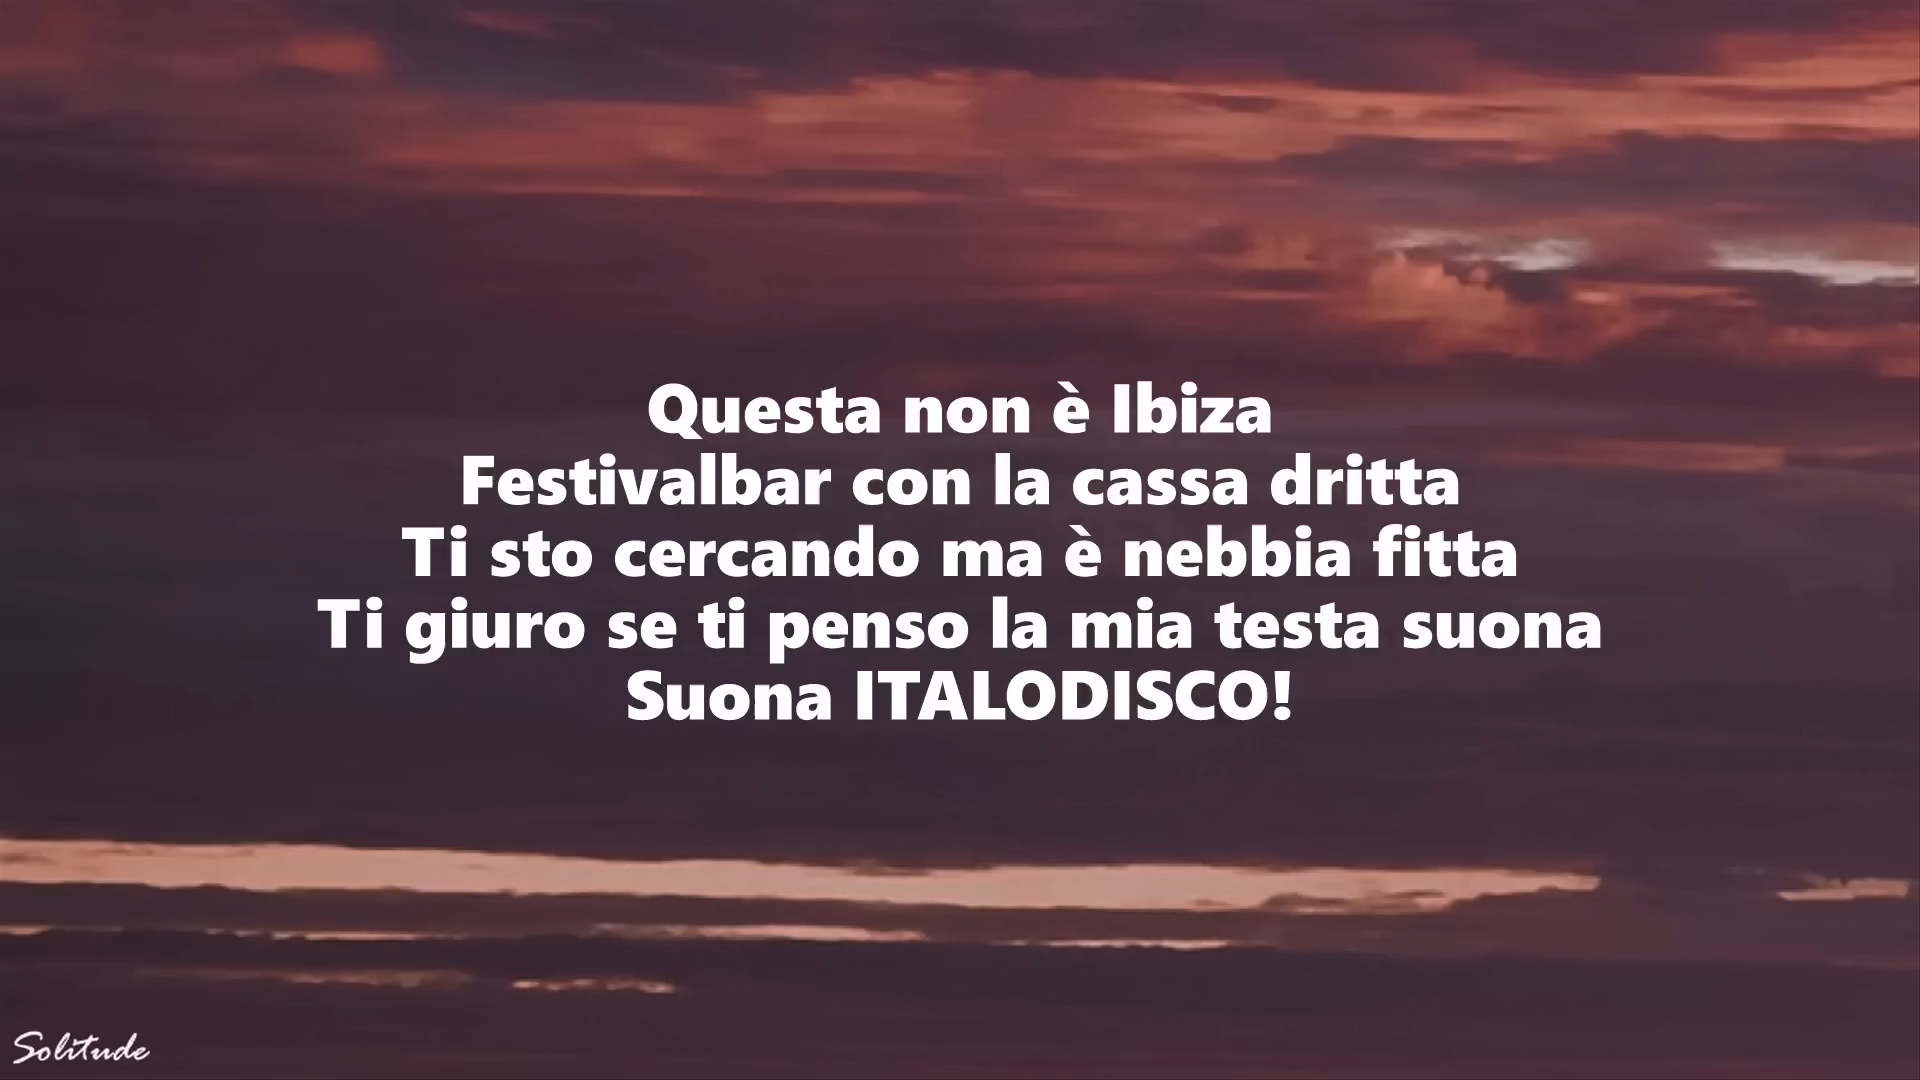 Questa non è Ibiza
Festivalbar con la cassa dritta
Ti sto cercando ma è nebbia fitta
Ti giuro se ti penso la mia testa suona
Suona ITALODISCO!
Solitude